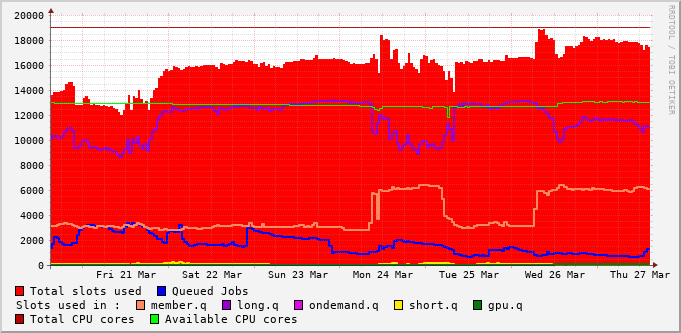 20000
18000
16000
14000
12000
10000
8000
6000
4000
2000
0
Fri 21 Mar Sat 22 Mar Sun 23 Mar Mon 24 Mar Tue 25 Mar Wed 26 Mar Thu 27 Mar
Total slots used Queued Jobs
Slots used in : member.q long.q ondemand.q short.q gpu.q
Total CPU cores Available CPU cores
RRDTOOL / TOBI OETIKER